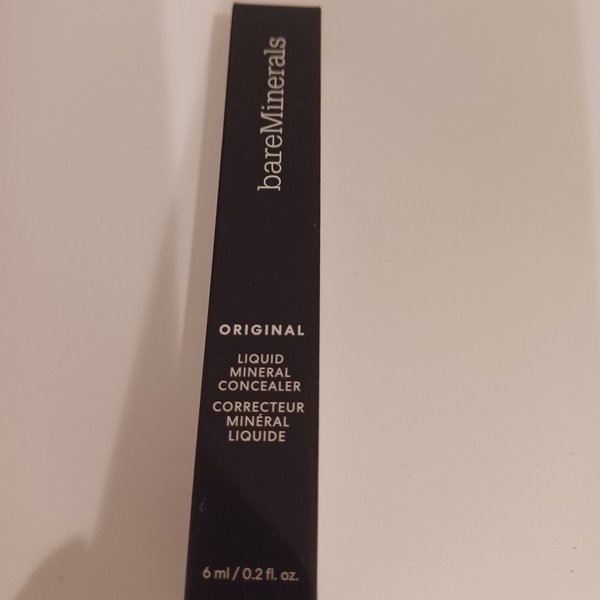 bareMinerals
ORIGINAL
LIQUID
MINERAL
CONCEALER
CORRECTEUR
MINÉRAL
LIQUIDE
6 ml / 0.2 fl. oz.